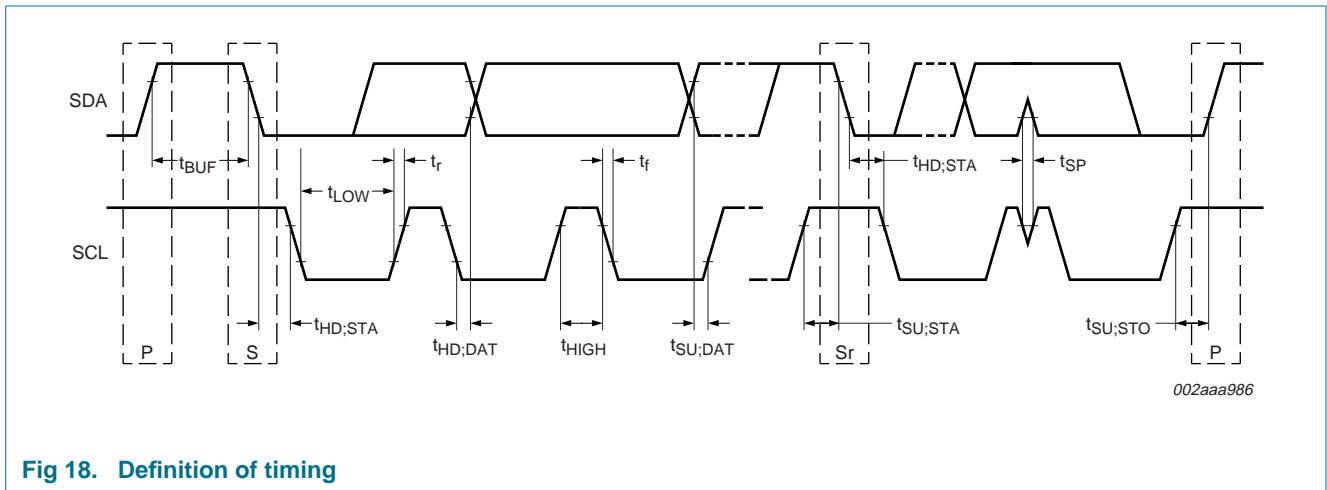 SDA
tBUF
tLOW
tr
tf
tHD;STA
tSP
SCL
P
S
tHD;STA
tHD;DAT
tHIGH
tSU;DAT
Sr
tSU;STA
tSU;STO
P
002aaa986
Fig 18. Definition of timing